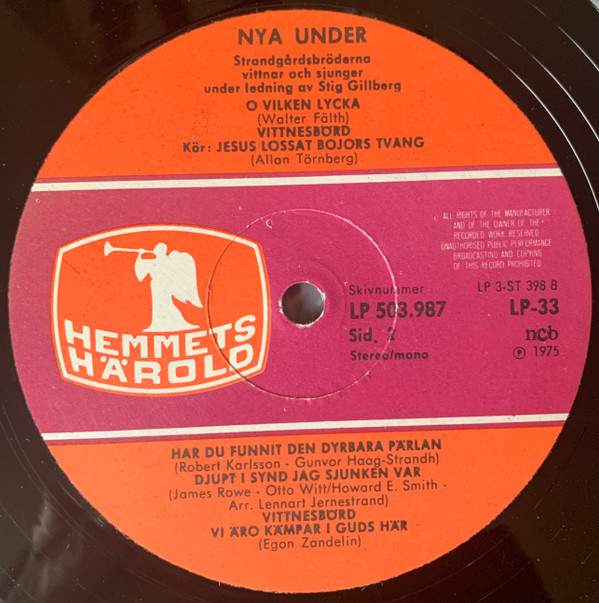 NYA UNDER
Strandgårdsbröderna
vittnar och sjunger
under ledning av Stig Gillberg
O VILKEN LYCKA
(Walter Fälth)
VITTNESBÖRD
Kör: JESUS LOSSAT BOJORS TVANG
(Allan Törnberg)
ALL RIGHTS OF THE MANUFACTURER
AND OF THE OWNER OF THE
RECORDED WORK RESERVED
UNAUTHORISED PUBLIC PERFORMANCE
BROADCASTING AND COPYING
OF THIS RECORD PROHIBITED
HEMMETS
HÄROLD
Skivnummer
LP 503.987
Sid. 2
Stereo/mono
LP 3-ST 398 B
LP-33
ncb
℗ 1975
HAR DU FUNNIT DEN DYRBARA PÄRLAN
(Robert Karlsson - Gunvor Haag-Strandh)
DJUPT I SYND JAG SJUNKEN VAR
(James Rowe - Otto Witt/Howard E. Smith -
Arr. Lennart Jernestrand)
VITTNESBÖRD
VI ÄRO KÄMPAR I GUDS HÄR
(Egon Zandelin)